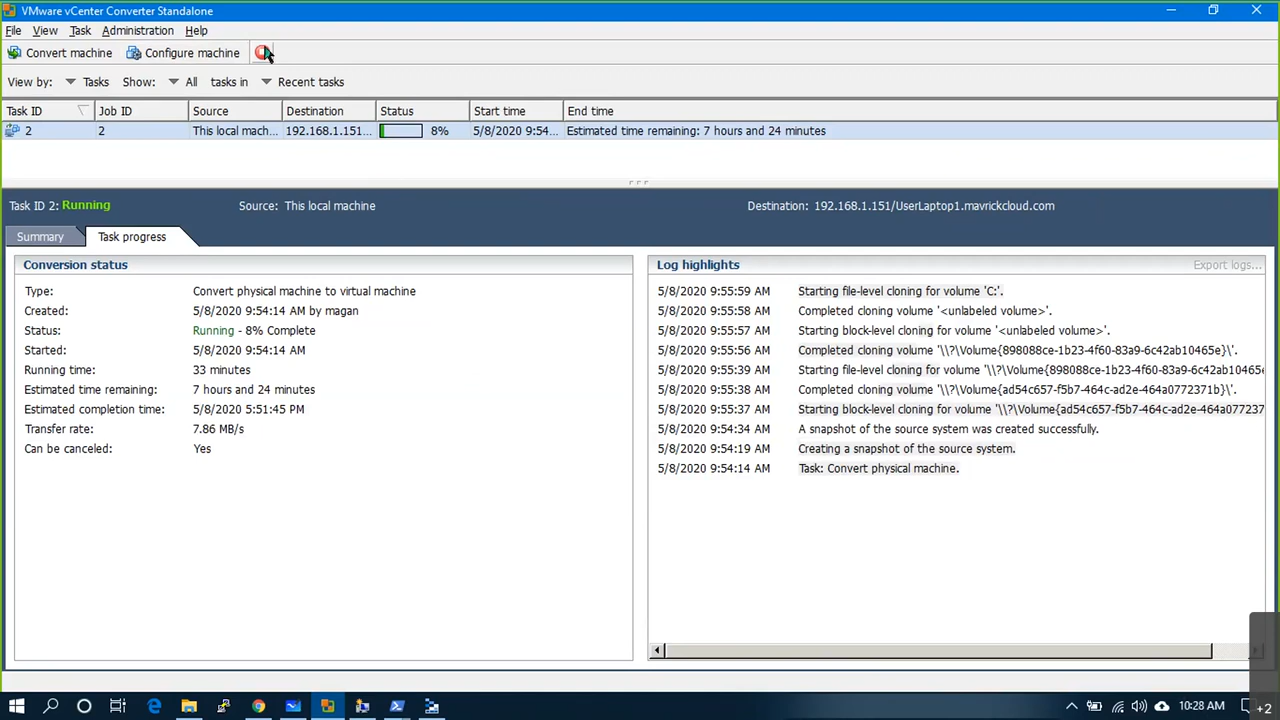 VMware vCenter Converter Standalone
File View Task Administration Help
Convert machine Configure machine
View by: Tasks Show: All tasks in Recent tasks
Task ID Job ID Source Destination Status Start time End time
2 2 This local mach... 192.168.1.151... 8% 5/8/2020 9:54... Estimated time remaining: 7 hours and 24 minutes
Task ID 2: Running Source: This local machine Destination: 192.168.1.151/UserLaptop1.mavrickcloud.com
Summary Task progress
Conversion status
Type: Convert physical machine to virtual machine
Created: 5/8/2020 9:54:14 AM by magan
Status: Running - 8% Complete
Started: 5/8/2020 9:54:14 AM
Running time: 33 minutes
Estimated time remaining: 7 hours and 24 minutes
Estimated completion time: 5/8/2020 5:51:45 PM
Transfer rate: 7.86 MB/s
Can be canceled: Yes
Log highlights Export logs...
5/8/2020 9:55:59 AM Starting file-level cloning for volume 'C:'.
5/8/2020 9:55:58 AM Completed cloning volume '<unlabeled volume>'.
5/8/2020 9:55:57 AM Starting block-level cloning for volume '<unlabeled volume>'.
5/8/2020 9:55:56 AM Completed cloning volume '\\?\Volume{898088ce-1b23-4f60-83a9-6c42ab10465e}\'.
5/8/2020 9:55:39 AM Starting file-level cloning for volume '\\?\Volume{898088ce-1b23-4f60-83a9-6c42ab10465e
5/8/2020 9:55:38 AM Completed cloning volume '\\?\Volume{ad54c657-f5b7-464c-ad2e-464a0772371b}\'.
5/8/2020 9:55:37 AM Starting block-level cloning for volume '\\?\Volume{ad54c657-f5b7-464c-ad2e-464a077237
5/8/2020 9:54:34 AM A snapshot of the source system was created successfully.
5/8/2020 9:54:19 AM Creating a snapshot of the source system.
5/8/2020 9:54:14 AM Task: Convert physical machine.
10:28 AM
+2